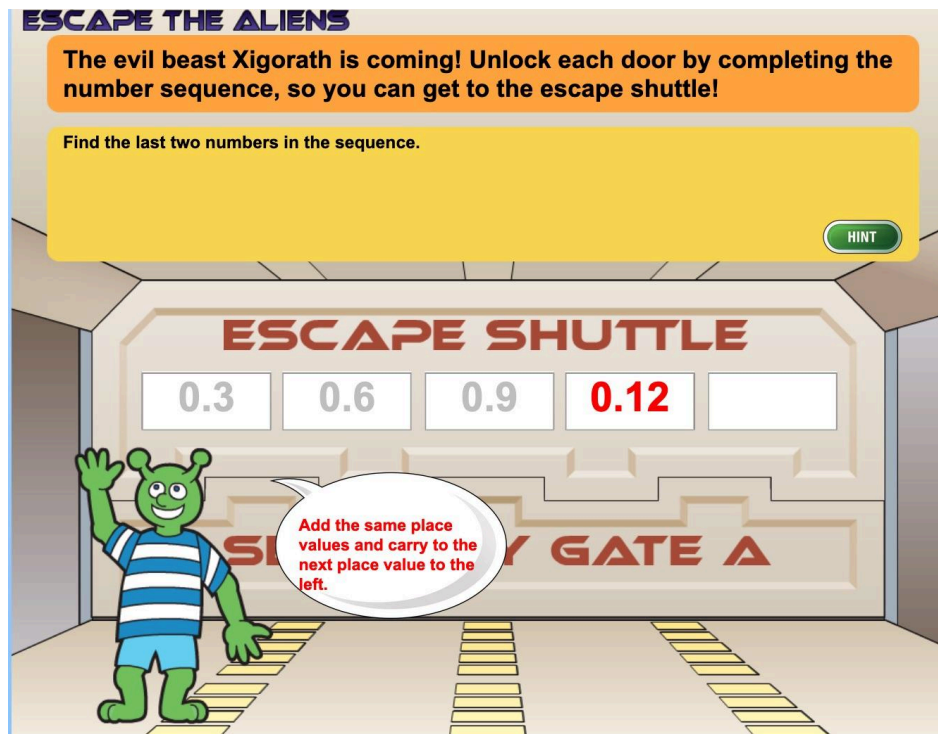 ESCAPE THE ALIENS
The evil beast Xigorath is coming! Unlock each door by completing the
number sequence, so you can get to the escape shuttle!
Find the last two numbers in the sequence.
HINT
ESCAPE SHUTTLE
0.3 0.6 0.9 0.12
Add the same place
values and carry to the
next place value to the
left.
GATE A